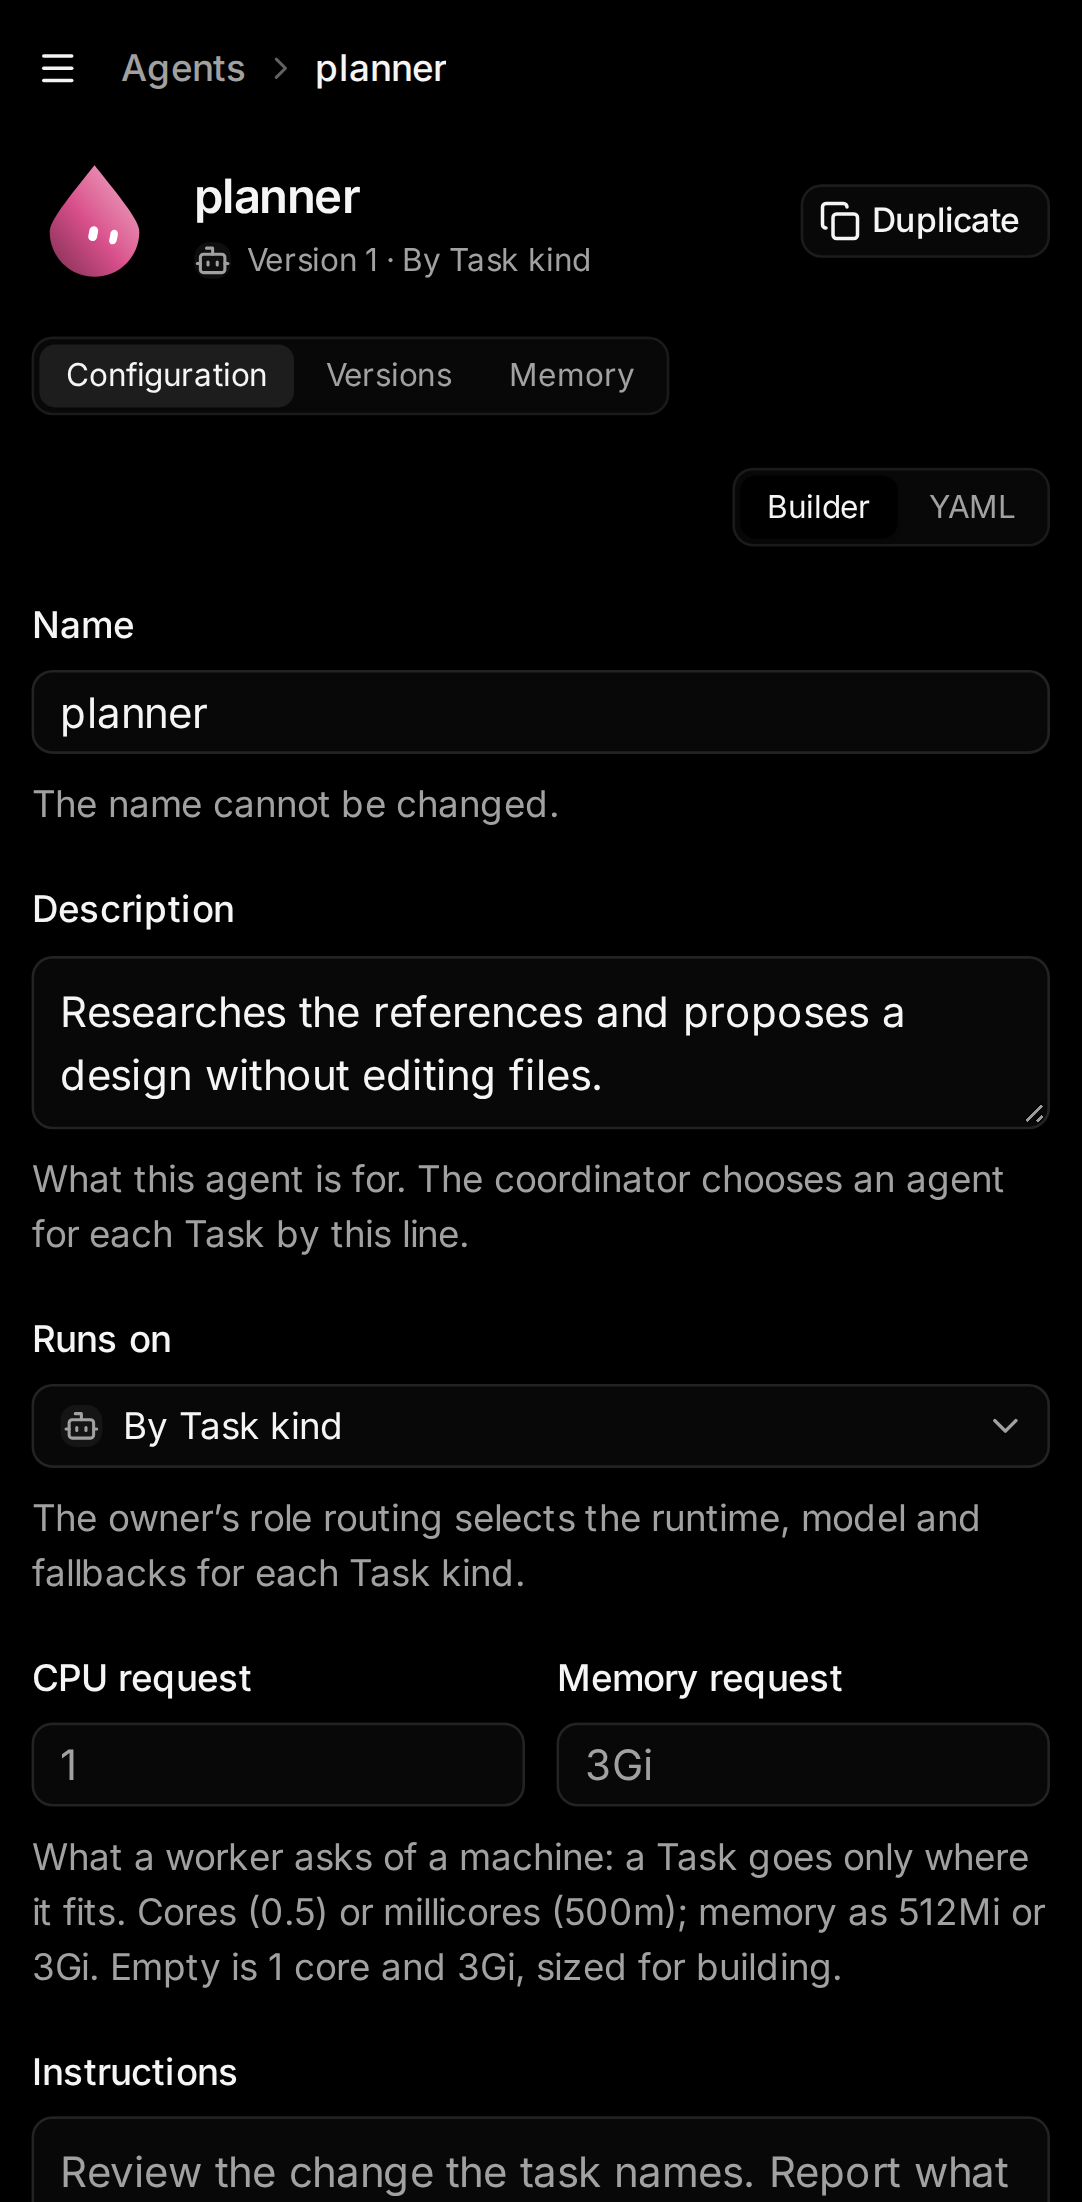 Agents > planner
planner
Duplicate
Version 1 · By Task kind
Configuration
Versions
Memory
Builder
YAML
Name
planner
The name cannot be changed.
Description
Researches the references and proposes a
design without editing files.
What this agent is for. The coordinator chooses an agent
for each Task by this line.
Runs on
By Task kind
The owner’s role routing selects the runtime, model and
fallbacks for each Task kind.
CPU request
Memory request
1
3Gi
What a worker asks of a machine: a Task goes only where
it fits. Cores (0.5) or millicores (500m); memory as 512Mi or
3Gi. Empty is 1 core and 3Gi, sized for building.
Instructions
Review the change the task names. Report what